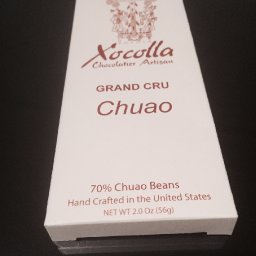 Xocolla
Chocolatier Artisan
GRAND CRU
Chuao
70% Chuao Beans
Hand Crafted in the United States
NET WT 2.0 Oz (56g)